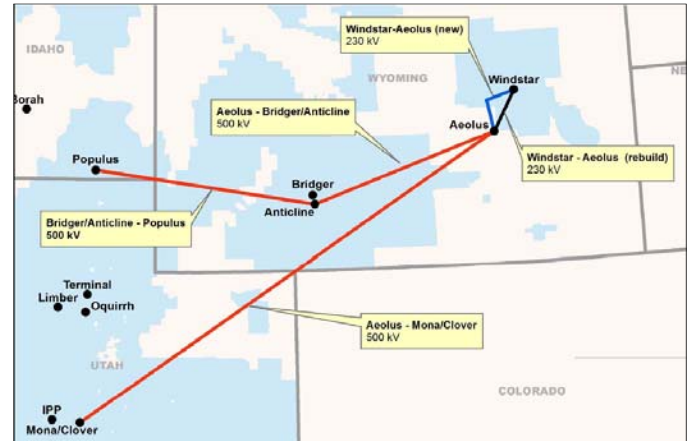 Windstar-Aeolus (new)
230 kV
IDAHO
WYOMING
NE
Windstar
Borah
Aeolus - Bridger/Anticline
500 kV
Aeolus
Populus
Windstar - Aeolus (rebuild)
230 kV
Bridger
Anticline
Bridger/Anticline - Populus
500 kV
Terminal
Limber
Oquirrh
Aeolus - Mona/Clover
500 kV
UTAH
COLORADO
IPP
Mona/Clover